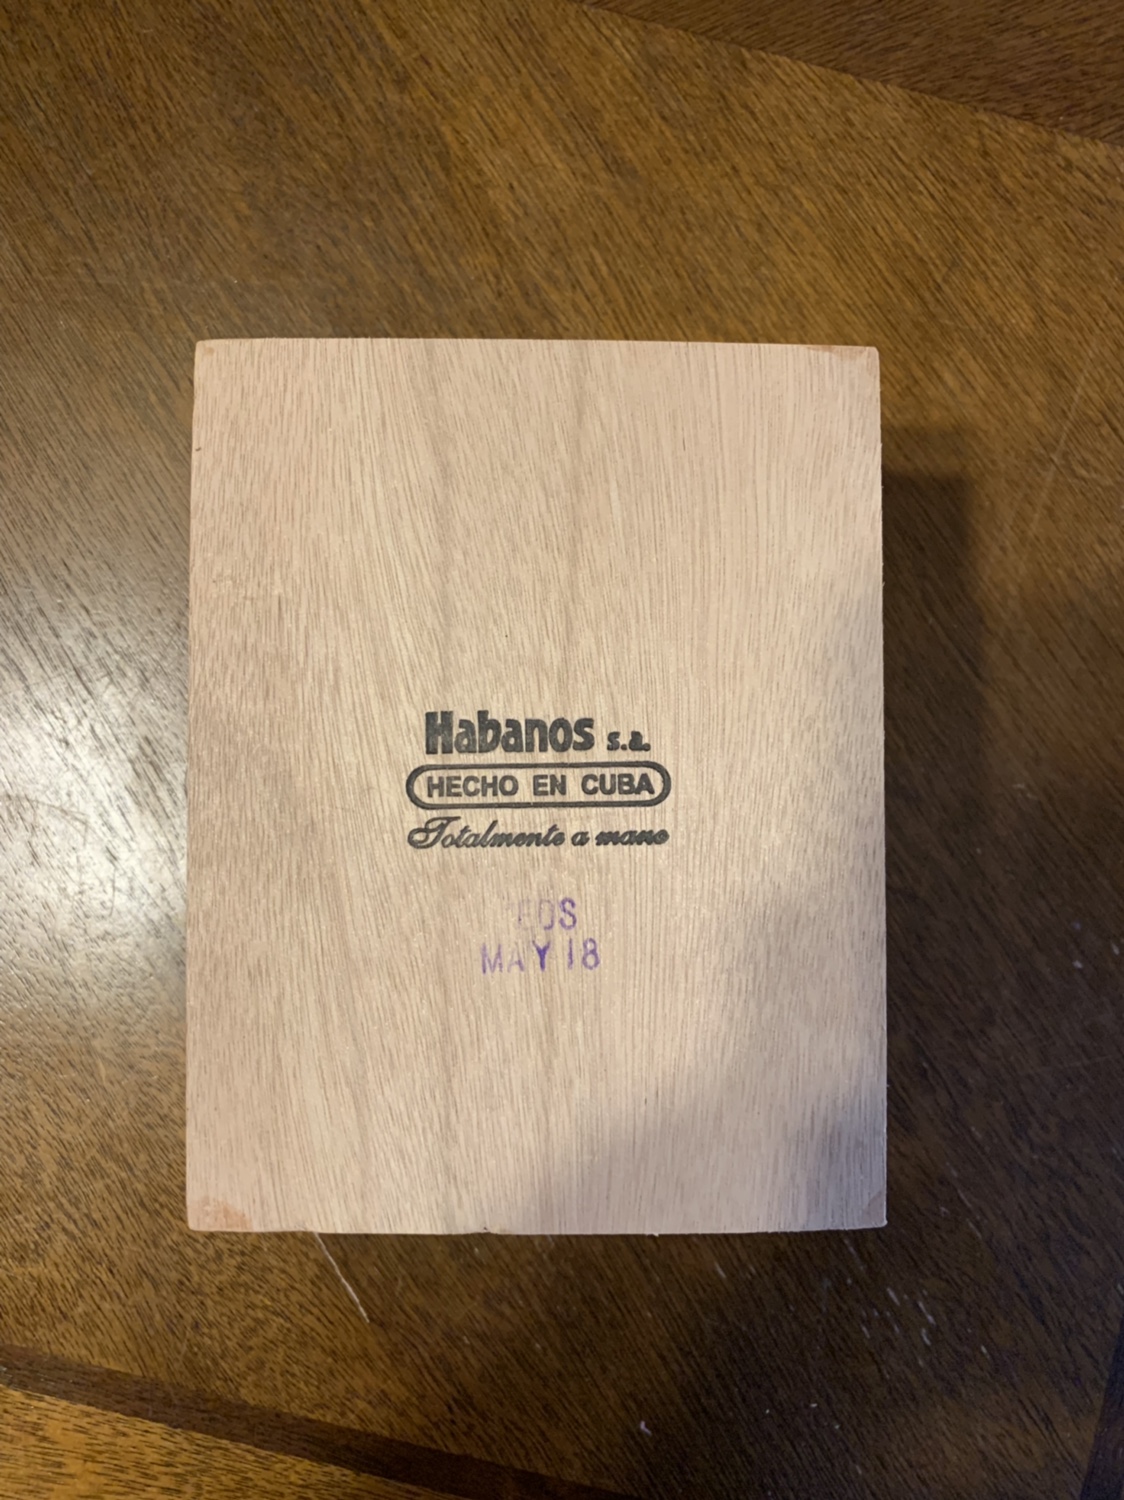 Habanos s.a.
HECHO EN CUBA
Totalmente a mano
MAY 18